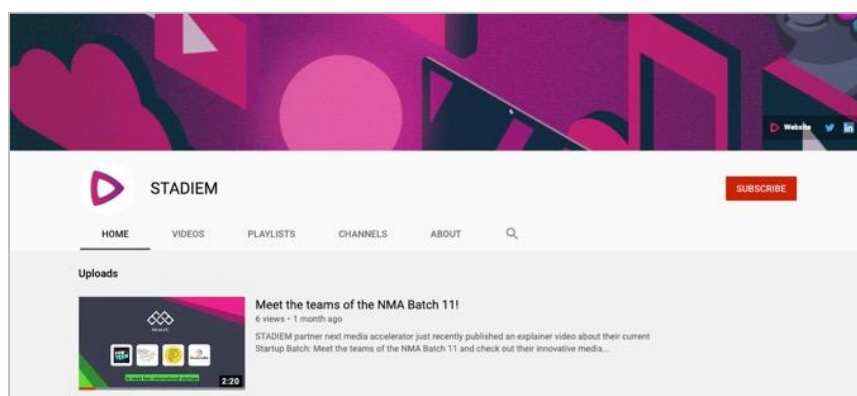 Website
STADIEM
SUBSCRIBE
HOME VIDEOS PLAYLISTS CHANNELS ABOUT
Uploads
Meet the teams of the NMA Batch 11!
6 views • 1 month ago
STADIEM partner next media accelerator just recently published an explainer video about their current
Startup Batch: Meet the teams of the NMA Batch 11 and check out their innovative media...
2:20